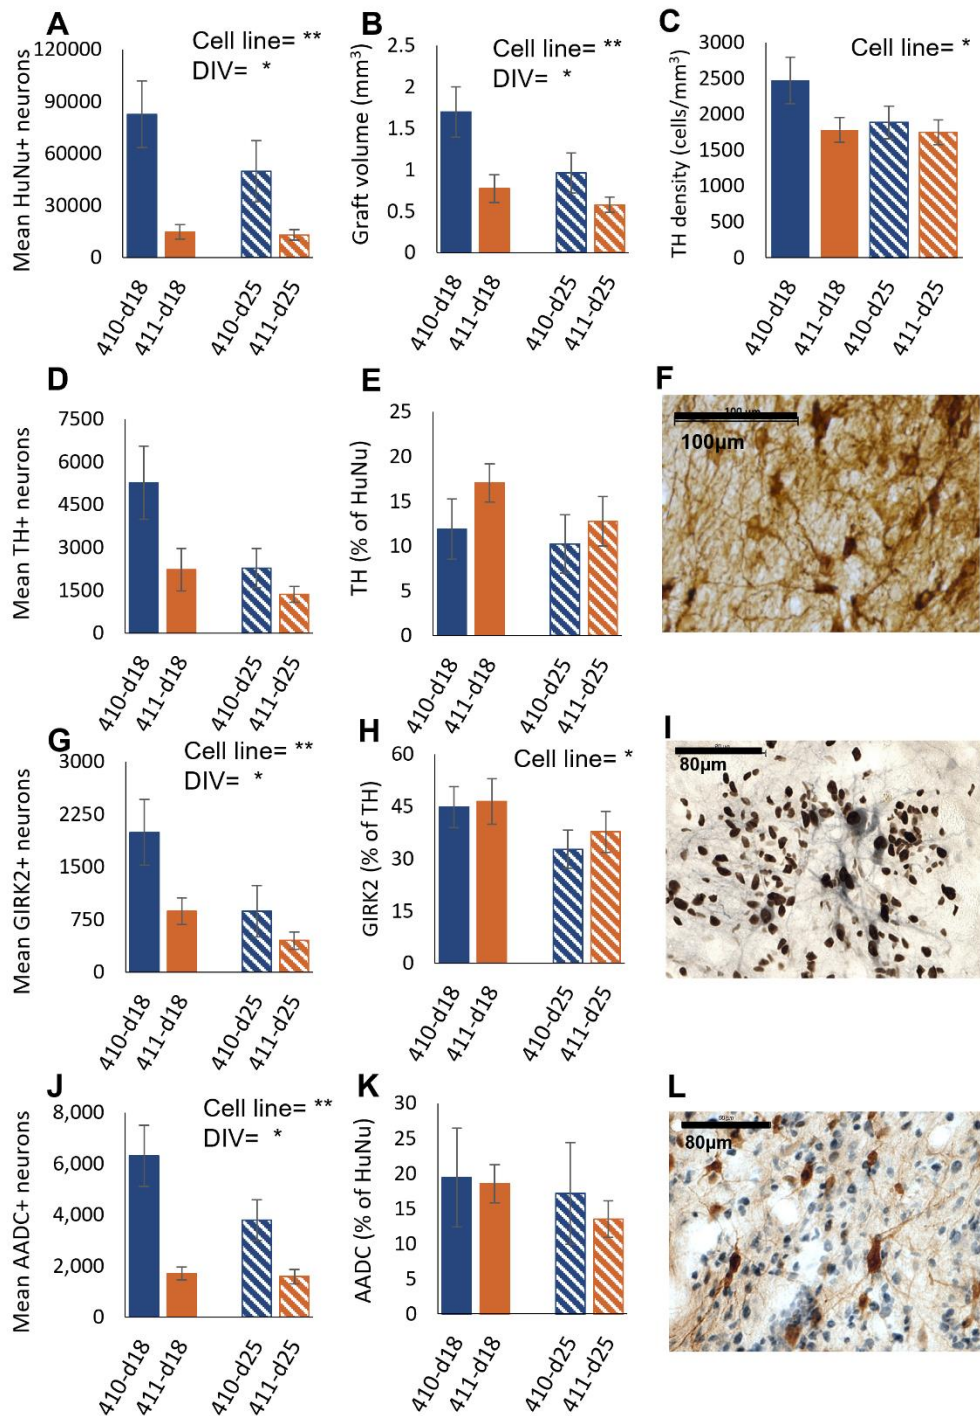 A
Cell line= **
DIV= *
Mean HuNu+ neurons
120000
90000
60000
30000
0
410-d18
411-d18
410-d25
411-d25
B
Cell line= **
DIV= *
Graft volume (mm³)
2.5
2
1.5
1
0.5
0
410-d18
411-d18
410-d25
411-d25
C
Cell line= *
TH density (cells/mm³)
3000
2500
2000
1500
1000
500
0
410-d18
411-d18
410-d25
411-d25
D
Mean TH+ neurons
7500
6000
4500
3000
1500
0
410-d18
411-d18
410-d25
411-d25
E
TH (% of HuNu)
25
20
15
10
5
0
410-d18
411-d18
410-d25
411-d25
F
100 µm
100µm
G
Cell line= **
DIV= *
Mean GIRK2+ neurons
3000
2250
1500
750
0
410-d18
411-d18
410-d25
411-d25
H
Cell line= *
GIRK2 (% of TH)
60
45
30
15
0
410-d18
411-d18
410-d25
411-d25
I
80µm
J
Cell line= **
DIV= *
Mean AADC+ neurons
8,000
6,000
4,000
2,000
0
410-d18
411-d18
410-d25
411-d25
K
AADC (% of HuNu)
30
25
20
15
10
5
0
410-d18
411-d18
410-d25
411-d25
L
80µm